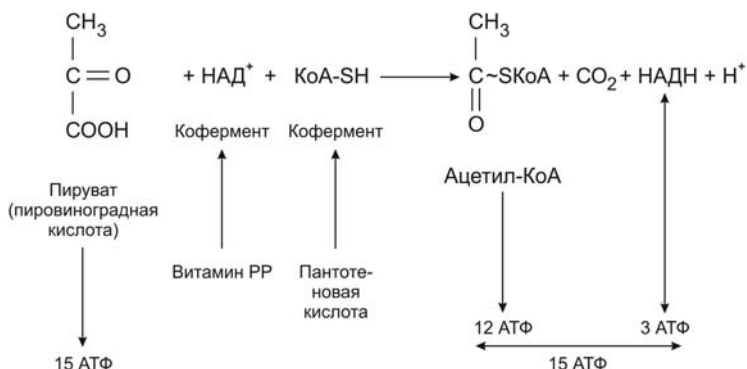 CH₃
CH₃
C=O + НАД⁺ + КоА-SH C~SКоА + CO₂ + НАДН + H⁺
COOH
O
Кофермент Кофермент
Пируват
(пировиноградная
кислота)
Ацетил-КоА
Витамин PP
Пантоте-
новая
кислота
12 АТФ 3 АТФ
15 АТФ
15 АТФ